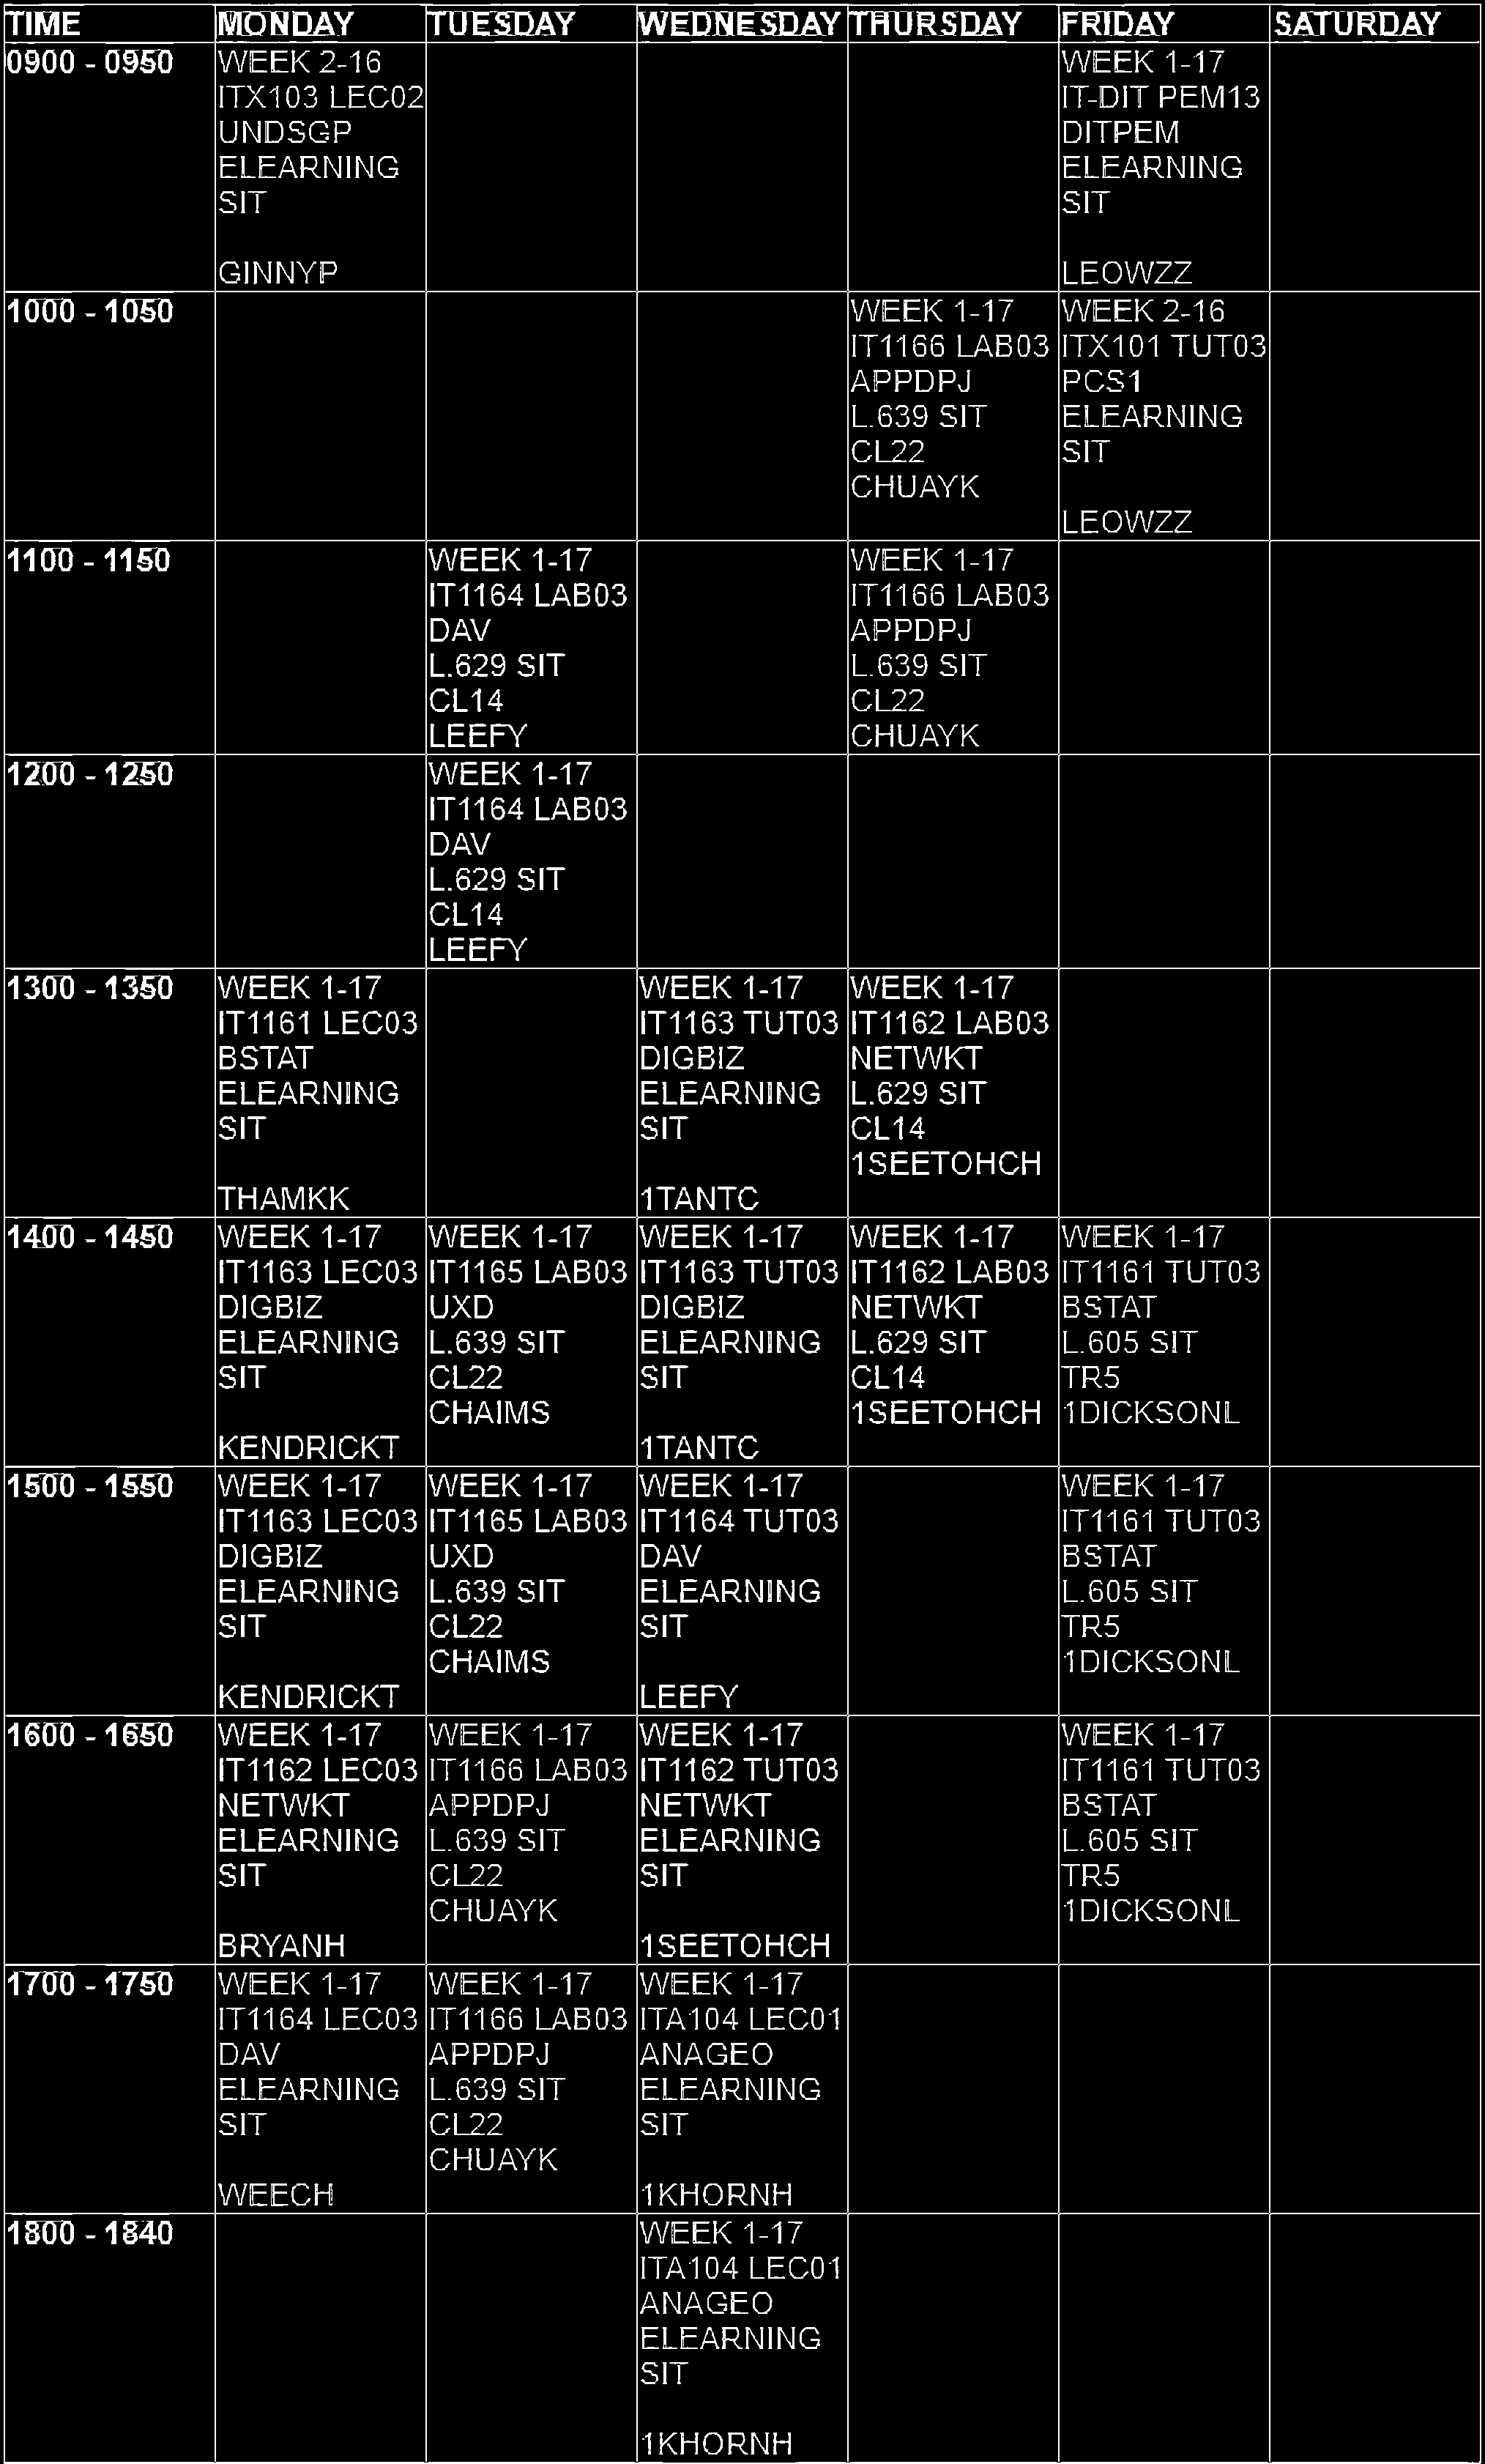 TIME MONDAY TUESDAY WEDNESDAY THURSDAY FRIDAY SATURDAY
0900 - 0950
WEEK 2-16
ITX103 LEC02
UNDSGP
ELEARNING
SIT
GINNYP
WEEK 1-17
IT-DIT PEM13
DITPEM
ELEARNING
SIT
LEOWZZ
1000 - 1050
WEEK 1-17
IT1166 LAB03
APPDPJ
L.639 SIT
CL22
CHUAYK
WEEK 2-16
ITX101 TUT03
PCS1
ELEARNING
SIT
LEOWZZ
1100 - 1150
WEEK 1-17
IT1164 LAB03
DAV
L.629 SIT
CL14
LEEFY
WEEK 1-17
IT1166 LAB03
APPDPJ
L.639 SIT
CL22
CHUAYK
1200 - 1250
WEEK 1-17
IT1164 LAB03
DAV
L.629 SIT
CL14
LEEFY
1300 - 1350
WEEK 1-17
IT1161 LEC03
BSTAT
ELEARNING
SIT
THAMKK
WEEK 1-17
IT1163 TUT03
DIGBIZ
ELEARNING
SIT
1TANTC
WEEK 1-17
IT1162 LAB03
NETWKT
L.629 SIT
CL14
1SEETOHCH
1400 - 1450
WEEK 1-17
IT1163 LEC03
DIGBIZ
ELEARNING
SIT
KENDRICKT
WEEK 1-17
IT1165 LAB03
UXD
L.639 SIT
CL22
CHAIMS
WEEK 1-17
IT1163 TUT03
DIGBIZ
ELEARNING
SIT
1TANTC
WEEK 1-17
IT1162 LAB03
NETWKT
L.629 SIT
CL14
1SEETOHCH
WEEK 1-17
IT1161 TUT03
BSTAT
L.605 SIT
TR5
1DICKSONL
1500 - 1550
WEEK 1-17
IT1163 LEC03
DIGBIZ
ELEARNING
SIT
KENDRICKT
WEEK 1-17
IT1165 LAB03
UXD
L.639 SIT
CL22
CHAIMS
WEEK 1-17
IT1164 TUT03
DAV
ELEARNING
SIT
LEEFY
WEEK 1-17
IT1161 TUT03
BSTAT
L.605 SIT
TR5
1DICKSONL
1600 - 1650
WEEK 1-17
IT1162 LEC03
NETWKT
ELEARNING
SIT
BRYANH
WEEK 1-17
IT1166 LAB03
APPDPJ
L.639 SIT
CL22
CHUAYK
WEEK 1-17
IT1162 TUT03
NETWKT
ELEARNING
SIT
1SEETOHCH
WEEK 1-17
IT1161 TUT03
BSTAT
L.605 SIT
TR5
1DICKSONL
1700 - 1750
WEEK 1-17
IT1164 LEC03
DAV
ELEARNING
SIT
WEECH
WEEK 1-17
IT1166 LAB03
APPDPJ
L.639 SIT
CL22
CHUAYK
WEEK 1-17
ITA104 LEC01
ANAGEO
ELEARNING
SIT
1KHORNH
1800 - 1840
WEEK 1-17
ITA104 LEC01
ANAGEO
ELEARNING
SIT
1KHORNH